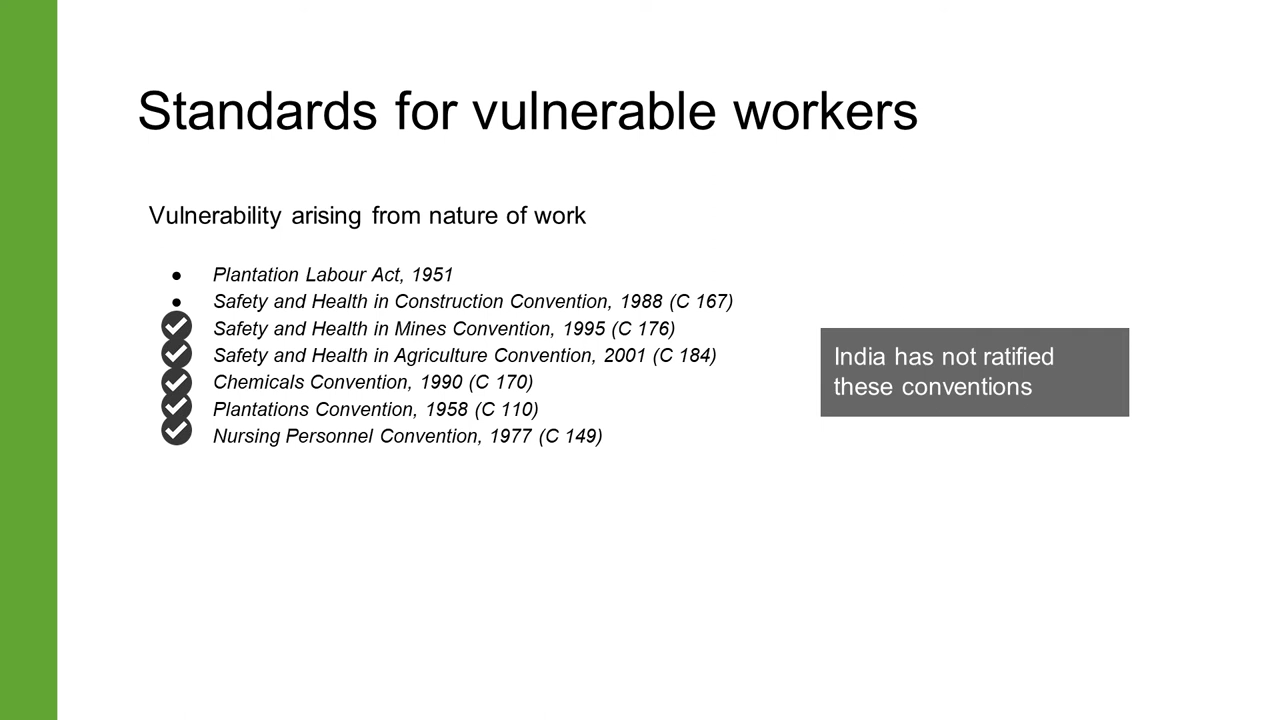 Standards for vulnerable workers
Vulnerability arising from nature of work
● Plantation Labour Act, 1951
● Safety and Health in Construction Convention, 1988 (C 167)
Safety and Health in Mines Convention, 1995 (C 176)
Safety and Health in Agriculture Convention, 2001 (C 184)
Chemicals Convention, 1990 (C 170)
Plantations Convention, 1958 (C 110)
Nursing Personnel Convention, 1977 (C 149)
India has not ratified
these conventions